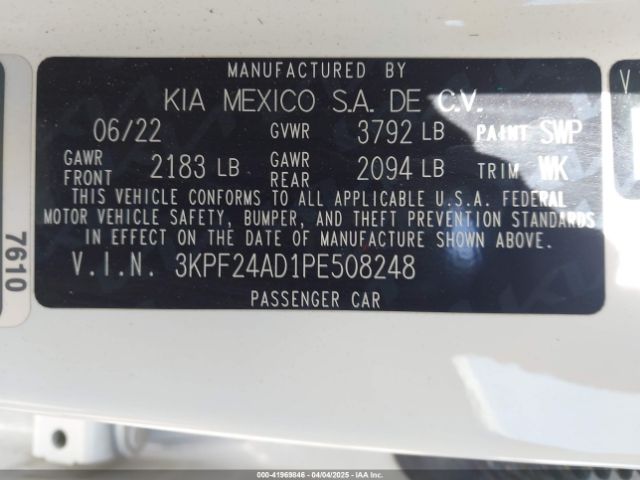 MANUFACTURED BY
KIA MEXICO S.A. DE C.V.
06/22 GVWR 3792 LB PAINT SWP
GAWR FRONT 2183 LB GAWR REAR 2094 LB TRIM WK
THIS VEHICLE CONFORMS TO ALL APPLICABLE U.S.A. FEDERAL
MOTOR VEHICLE SAFETY, BUMPER, AND THEFT PREVENTION STANDARDS
IN EFFECT ON THE DATE OF MANUFACTURE SHOWN ABOVE.
V.I.N. 3KPF24AD1PE508248
PASSENGER CAR
7610
V
000-41969846 - 04/04/2025 - IAAI.COM